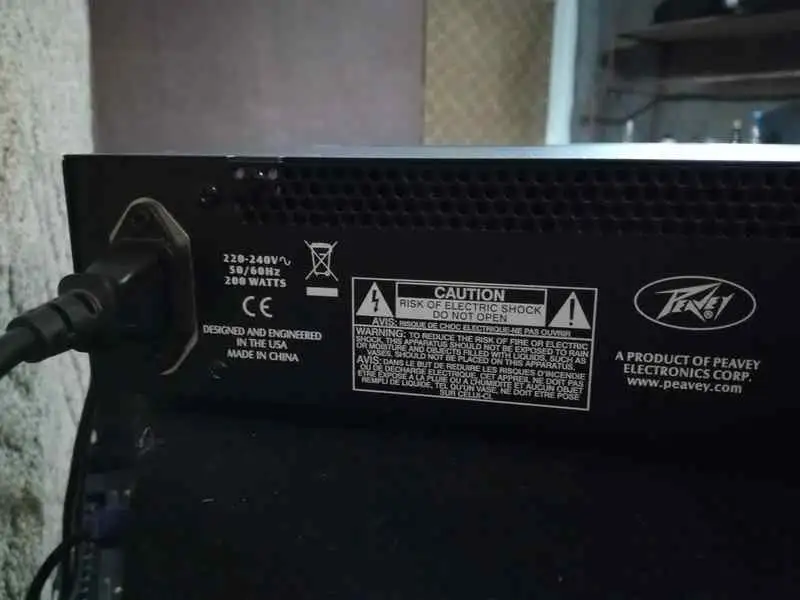 220-240V~
50/60Hz
200 WATTS
CE
DESIGNED AND ENGINEERED
IN THE USA
MADE IN CHINA
CAUTION
RISK OF ELECTRIC SHOCK
DO NOT OPEN
AVIS: RISQUE DE CHOC ELECTRIQUE-NE PAS OUVRIR
WARNING: TO REDUCE THE RISK OF FIRE OR ELECTRIC
SHOCK, THIS APPARATUS SHOULD NOT BE EXPOSED TO RAIN
OR MOISTURE AND OBJECTS FILLED WITH LIQUIDS, SUCH AS
VASES, SHOULD NOT BE PLACED ON THIS APPARATUS.
AVIS: DANS LE BUT DE REDUIRE LES RISQUES D'INCENDIE
OU DE DECHARGE ELECTRIQUE, CET APPREIL NE DOIT PAS
ETRE EXPOSE A LA PLUIE OU A L'HUMIDITE ET AUCUN OBJET
REMPLI DE LIQUIDE, TEL QU'UN VASE, NE DOIT ETRE POSE
SUR CELUI-CI.
PEAVEY®
A PRODUCT OF PEAVEY
ELECTRONICS CORP.
www.peavey.com